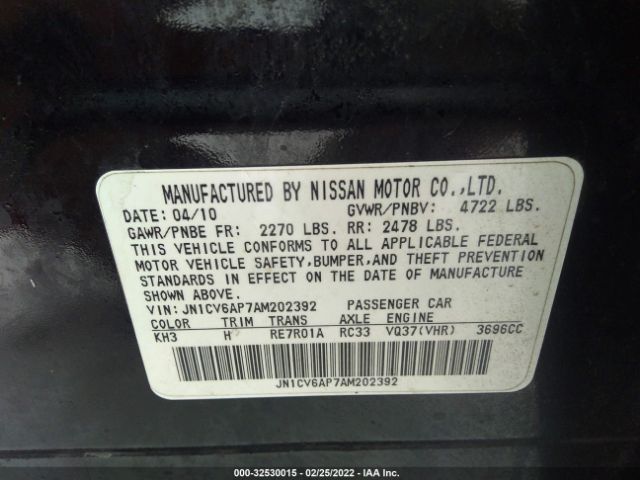 MANUFACTURED BY NISSAN MOTOR CO.,LTD.
DATE: 04/10 GVWR/PNBV: 4722 LBS.
GAWR/PNBE FR: 2270 LBS. RR: 2478 LBS.
THIS VEHICLE CONFORMS TO ALL APPLICABLE FEDERAL
MOTOR VEHICLE SAFETY,BUMPER,AND THEFT PREVENTION
STANDARDS IN EFFECT ON THE DATE OF MANUFACTURE
SHOWN ABOVE.
VIN: JN1CV6AP7AM202392 PASSENGER CAR
COLOR TRIM TRANS AXLE ENGINE
KH3 H RE7R01A RC33 VQ37(VHR) 3696CC
JN1CV6AP7AM202392
000-32530015 - 02/25/2022 - IAA Inc.